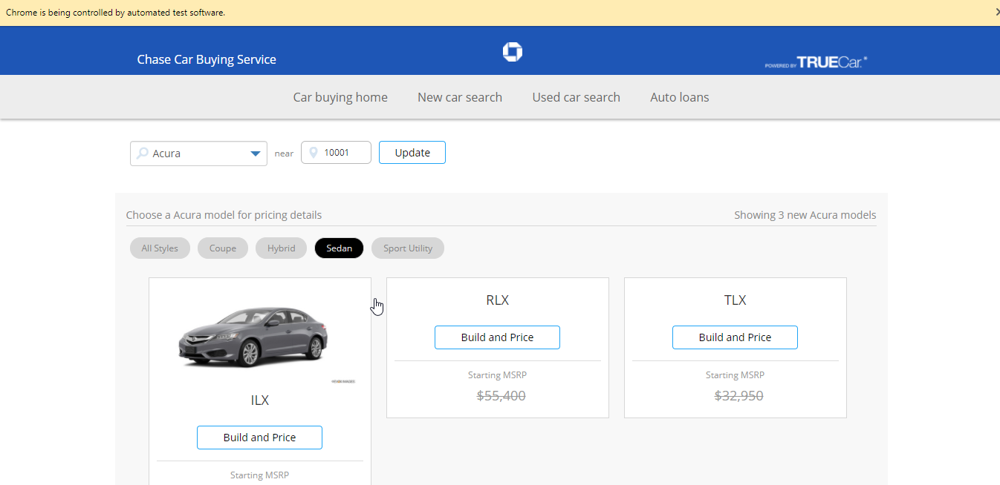 Chrome is being controlled by automated test software.
Chase Car Buying Service
POWERED BY TRUECar.
Car buying home New car search Used car search Auto loans
Acura near 10001 Update
Choose a Acura model for pricing details Showing 3 new Acura models
All Styles Coupe Hybrid Sedan Sport Utility
RLX TLX
Build and Price Build and Price
Starting MSRP Starting MSRP
$55,400 $32,950
ILX
Build and Price
Starting MSRP